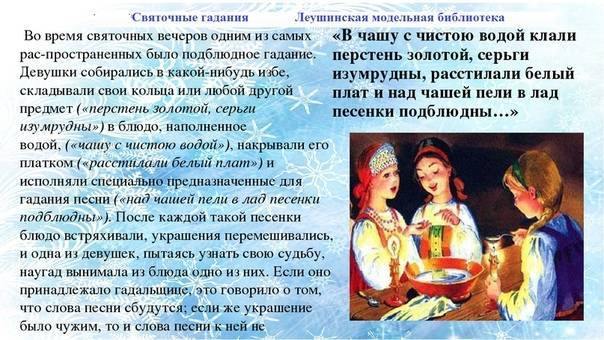 Святочные гадания Леушинская модельная библиотека
Во время святочных вечеров одним из самых
рас-пространенных было подблюдное гадание.
Девушки собирались в какой-нибудь избе,
складывали свои кольца или любой другой
предмет («перстень золотой, серьги
изумрудны») в блюдо, наполненное
водой, («чашу с чистою водой»), накрывали его
платком («расстилали белый плат») и
исполняли специально предназначенные для
гадания песни («над чашей пели в лад песенки
подблюдны»). После каждой такой песенки
блюдо встряхивали, украшения перемешивались,
и одна из девушек, пытаясь узнать свою судьбу,
наугад вынимала из блюда одно из них. Если оно
принадлежало гадальщице, это говорило о том,
что слова песни сбудутся; если же украшение
было чужим, то и слова песни к ней не
«В чашу с чистою водой клали
перстень золотой, серьги
изумрудны, расстилали белый
плат и над чашей пели в лад
песенки подблюдны…»